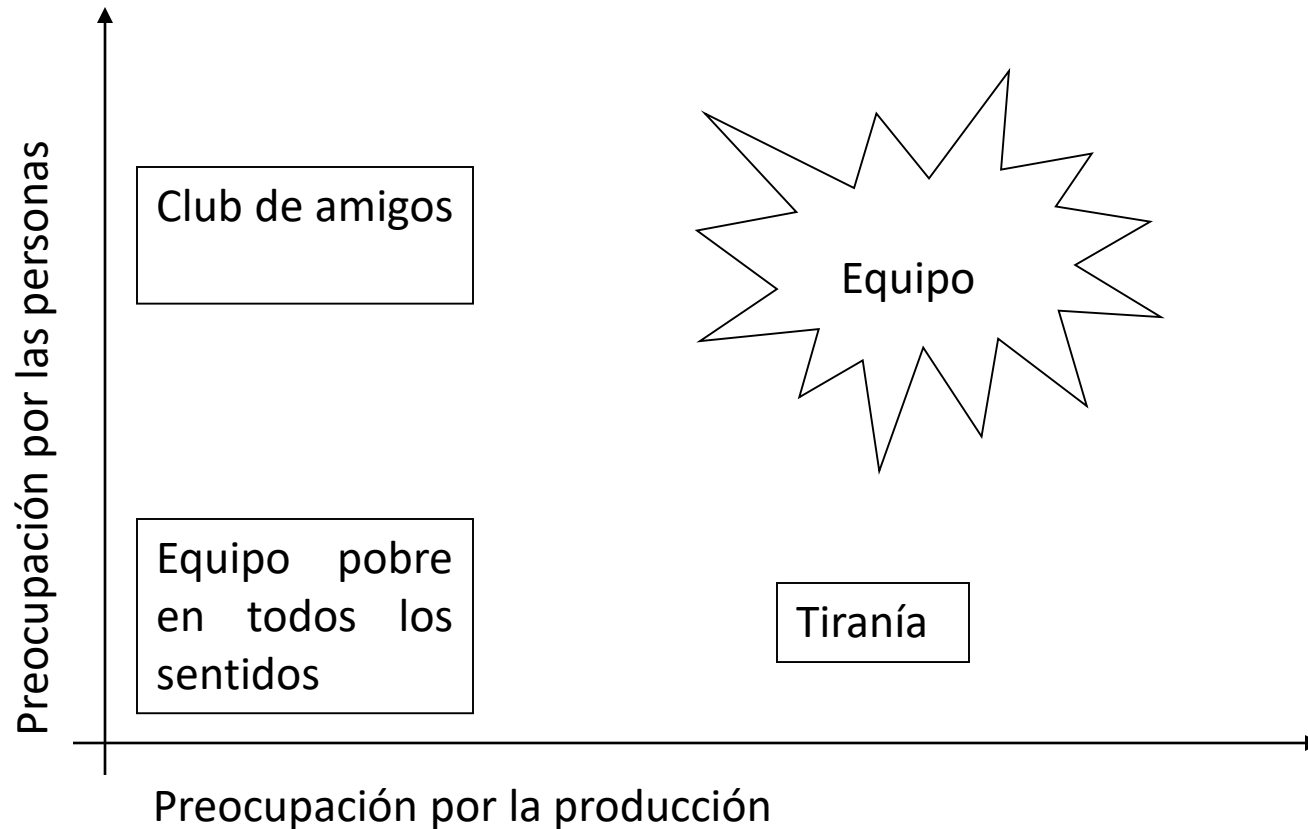 Preocupación por las personas
Club de amigos
Equipo
Equipo pobre
en todos los
sentidos
Tiranía
Preocupación por la producción